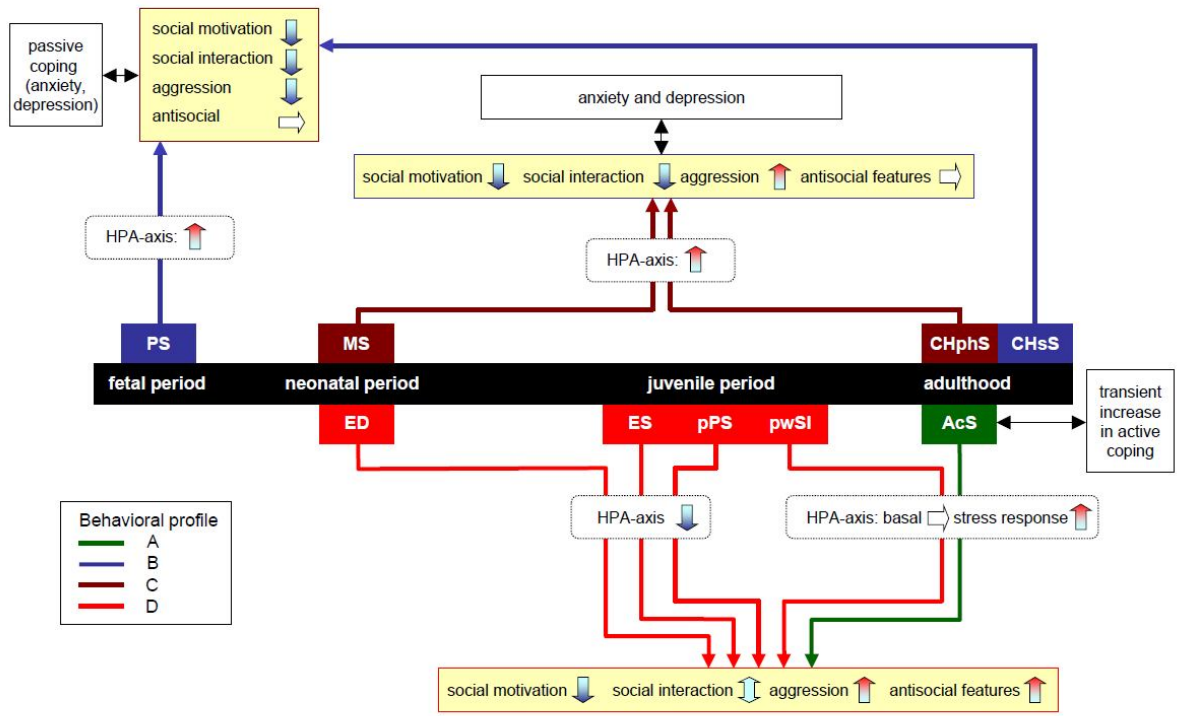 passive
coping
(anxiety,
depression)
social motivation
social interaction
aggression
antisocial
anxiety and depression
social motivation social interaction aggression antisocial features
HPA-axis:
HPA-axis:
PS
MS
CHphS
CHsS
fetal period
neonatal period
juvenile period
adulthood
ED
ES
pPS
pwSI
AcS
transient
increase
in active
coping
HPA-axis
HPA-axis: basal stress response
Behavioral profile
A
B
C
D
social motivation social interaction aggression antisocial features